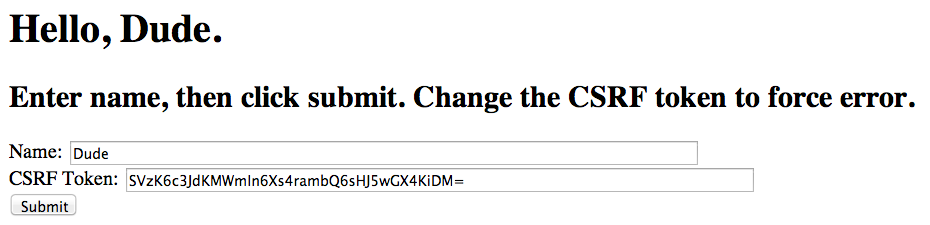 Hello, Dude.
Enter name, then click submit. Change the CSRF token to force error.
Name: Dude
CSRF Token: SVzK6c3JdKMWmIn6Xs4rambQ6sHJ5wGX4KiDM=
Submit